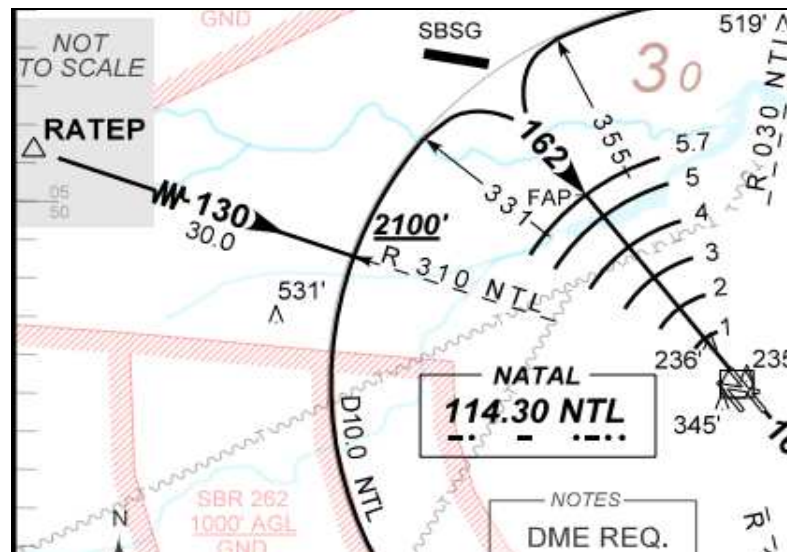 GND
SBSG
519'
NOT
TO SCALE
30
R 030 NTL
RATEP
05
50
130
30.0
2100'
R 310 NTL
162
355
331
FAP
5.7
5
4
3
2
1
531'
236'
235
345'
NATAL
114.30 NTL
D10.0 NTL
SBR 262
1000' AGL
GND
N
NOTES
DME REQ.
R